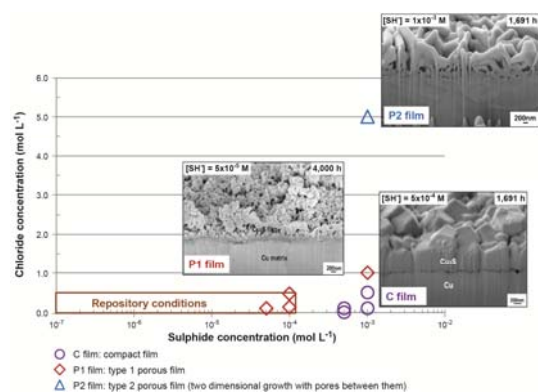 [SH⁻] = 1x10⁻³ M 1,691 h
P2 film 200nm
6.0
5.0
4.0
3.0
2.0
1.0
0.0
Chloride concentration (mol L⁻¹)
[SH⁻] = 5x10⁻⁵ M 4,000 h
Cu₂S film
Cu matrix
P1 film
[SH⁻] = 5x10⁻⁴ M 1,691 h
Cu₂S
Cu
C film 200nm
Repository conditions
10⁻⁷ 10⁻⁶ 10⁻⁵ 10⁻⁴ 10⁻³ 10⁻²
Sulphide concentration (mol L⁻¹)
C film: compact film
P1 film: type 1 porous film
P2 film: type 2 porous film (two dimensional growth with pores between them)